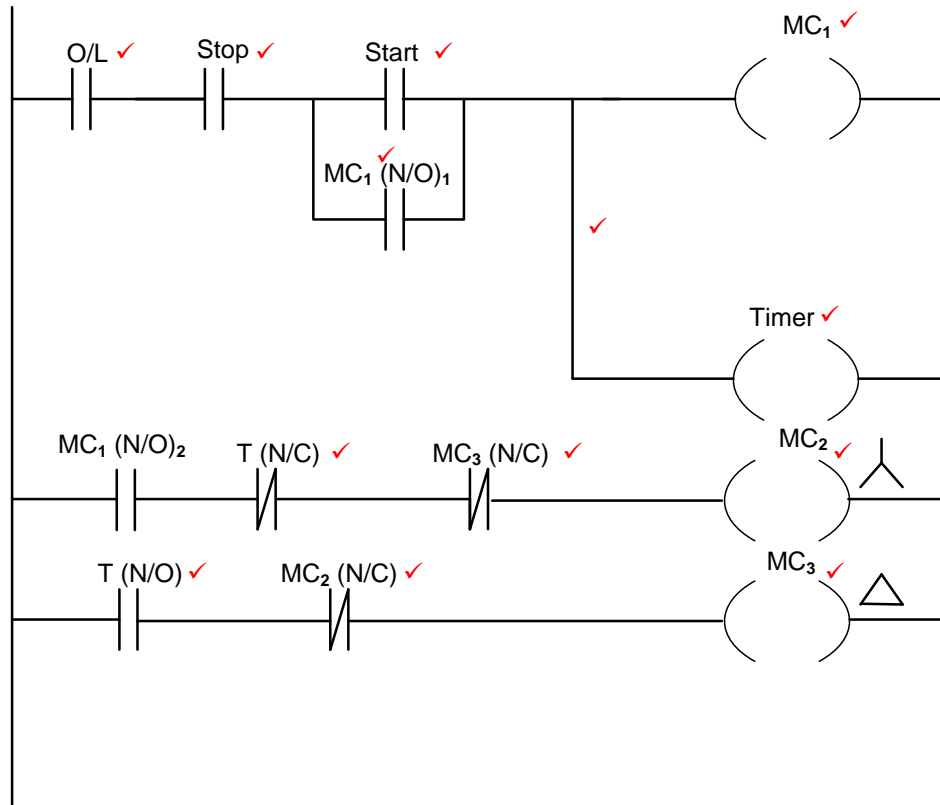 MC₁ ✓
O/L ✓
Stop ✓
Start ✓
MC₁ (N/O)₁ ✓
✓
Timer ✓
MC₁ (N/O)₂
T (N/C) ✓
MC₃ (N/C) ✓
MC₂ ✓
T (N/O) ✓
MC₂ (N/C) ✓
MC₃ ✓